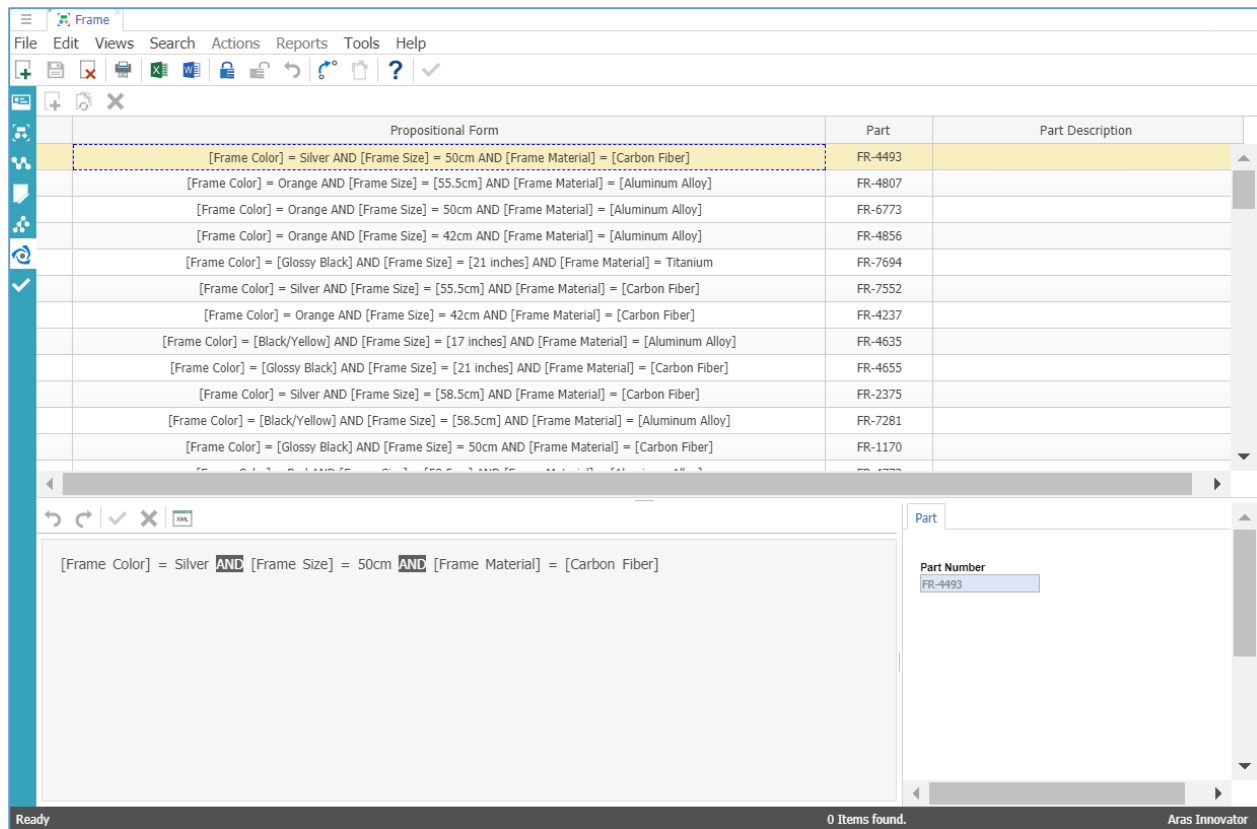 Frame
File Edit Views Search Actions Reports Tools Help
Propositional Form Part Part Description
[Frame Color] = Silver AND [Frame Size] = 50cm AND [Frame Material] = [Carbon Fiber] FR-4493
[Frame Color] = Orange AND [Frame Size] = [55.5cm] AND [Frame Material] = [Aluminum Alloy] FR-4807
[Frame Color] = Orange AND [Frame Size] = 50cm AND [Frame Material] = [Aluminum Alloy] FR-6773
[Frame Color] = Orange AND [Frame Size] = 42cm AND [Frame Material] = [Aluminum Alloy] FR-4856
[Frame Color] = [Glossy Black] AND [Frame Size] = [21 inches] AND [Frame Material] = Titanium FR-7694
[Frame Color] = Silver AND [Frame Size] = [55.5cm] AND [Frame Material] = [Carbon Fiber] FR-7552
[Frame Color] = Orange AND [Frame Size] = 42cm AND [Frame Material] = [Carbon Fiber] FR-4237
[Frame Color] = [Black/Yellow] AND [Frame Size] = [17 inches] AND [Frame Material] = [Aluminum Alloy] FR-4635
[Frame Color] = [Glossy Black] AND [Frame Size] = [21 inches] AND [Frame Material] = [Carbon Fiber] FR-4655
[Frame Color] = Silver AND [Frame Size] = [58.5cm] AND [Frame Material] = [Carbon Fiber] FR-2375
[Frame Color] = [Black/Yellow] AND [Frame Size] = [58.5cm] AND [Frame Material] = [Aluminum Alloy] FR-7281
[Frame Color] = [Glossy Black] AND [Frame Size] = 50cm AND [Frame Material] = [Carbon Fiber] FR-1170
XML
Part
[Frame Color] = Silver AND [Frame Size] = 50cm AND [Frame Material] = [Carbon Fiber]
Part Number
FR-4493
Ready 0 Items found. Aras Innovator